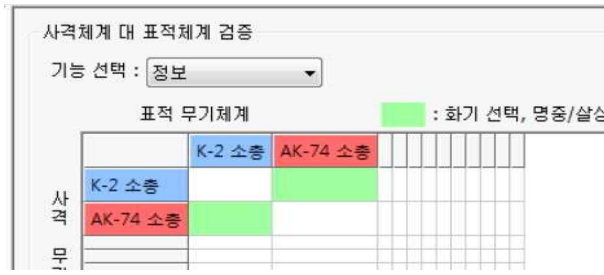 사격체계 대 표적체계 검증
기능 선택 : 정보
표적 무기체계
: 화기 선택, 명중/살상
K-2 소총 AK-74 소총
K-2 소총
AK-74 소총
사
격
무